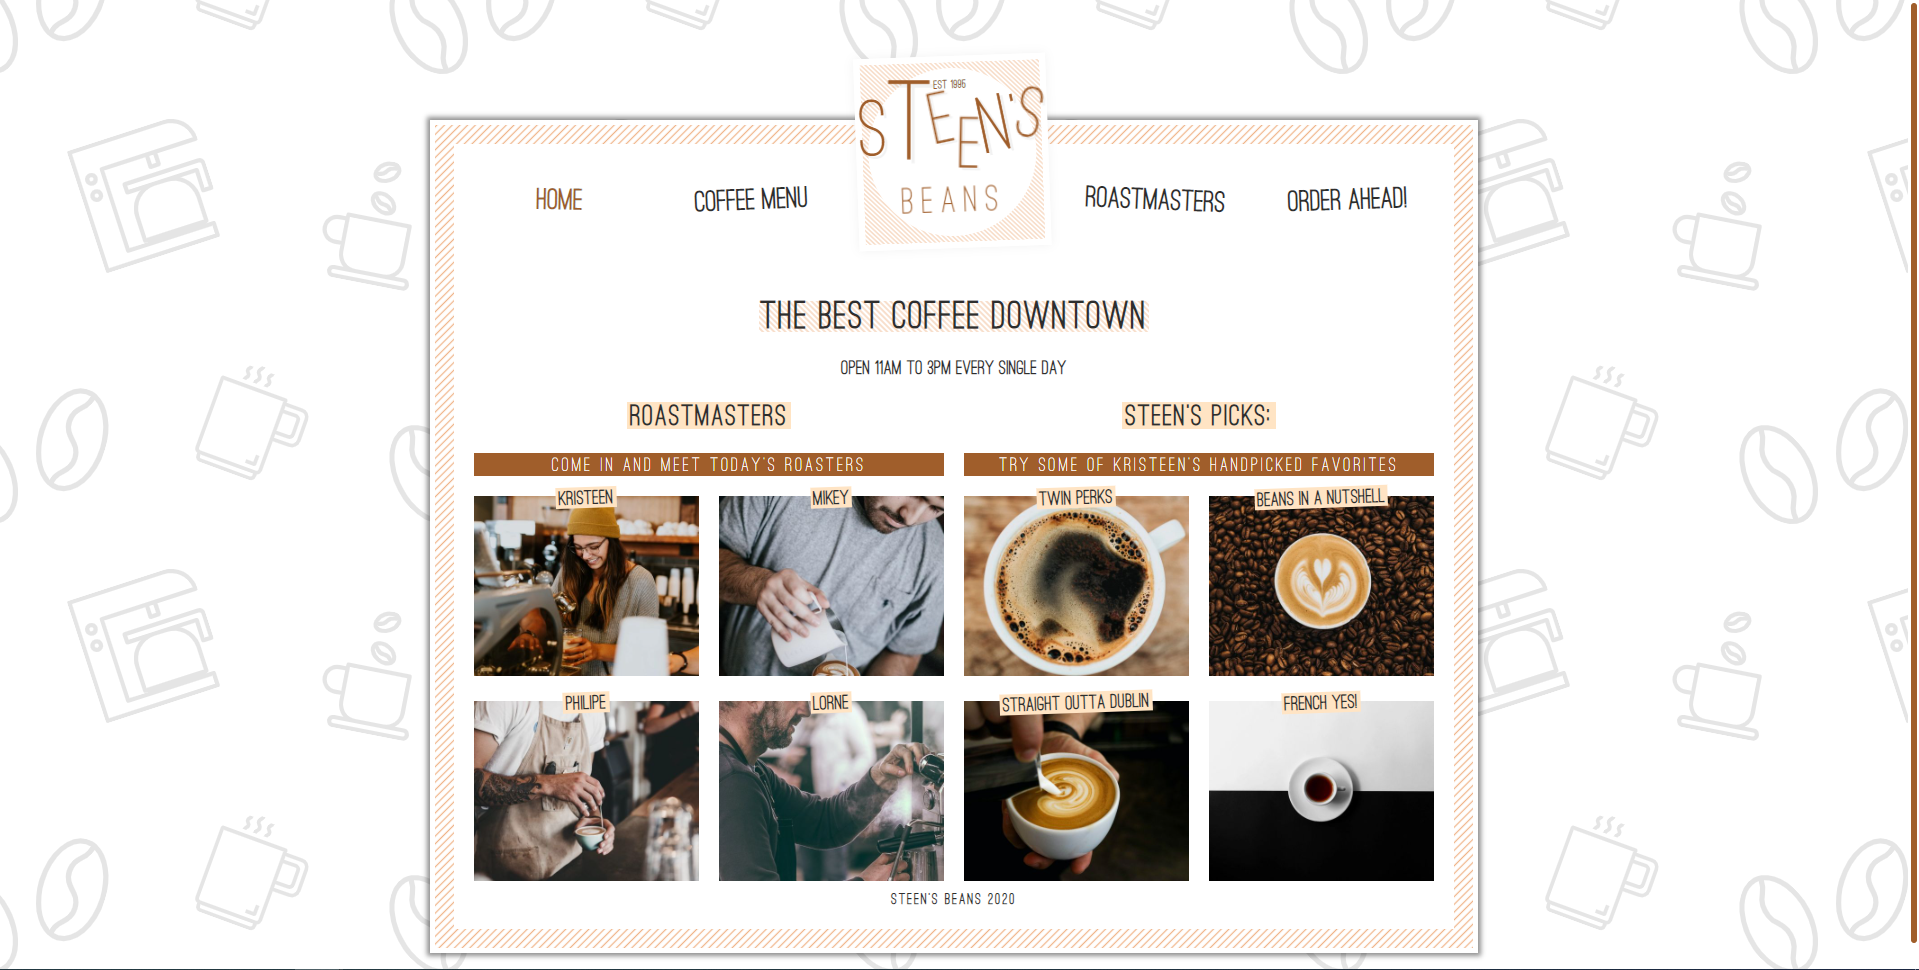 EST 1995
STEEN'S
BEANS
HOME
COFFEE MENU
ROASTMASTERS
ORDER AHEAD!
THE BEST COFFEE DOWNTOWN
OPEN 11AM TO 3PM EVERY SINGLE DAY
ROASTMASTERS
COME IN AND MEET TODAY'S ROASTERS
KRISTEEN
MIKEY
PHILIPE
LORNE
STEEN'S PICKS:
TRY SOME OF KRISTEEN'S HANDPICKED FAVORITES
TWIN PERKS
BEANS IN A NUTSHELL
STRAIGHT OUTTA DUBLIN
FRENCH YES!
STEEN'S BEANS 2020